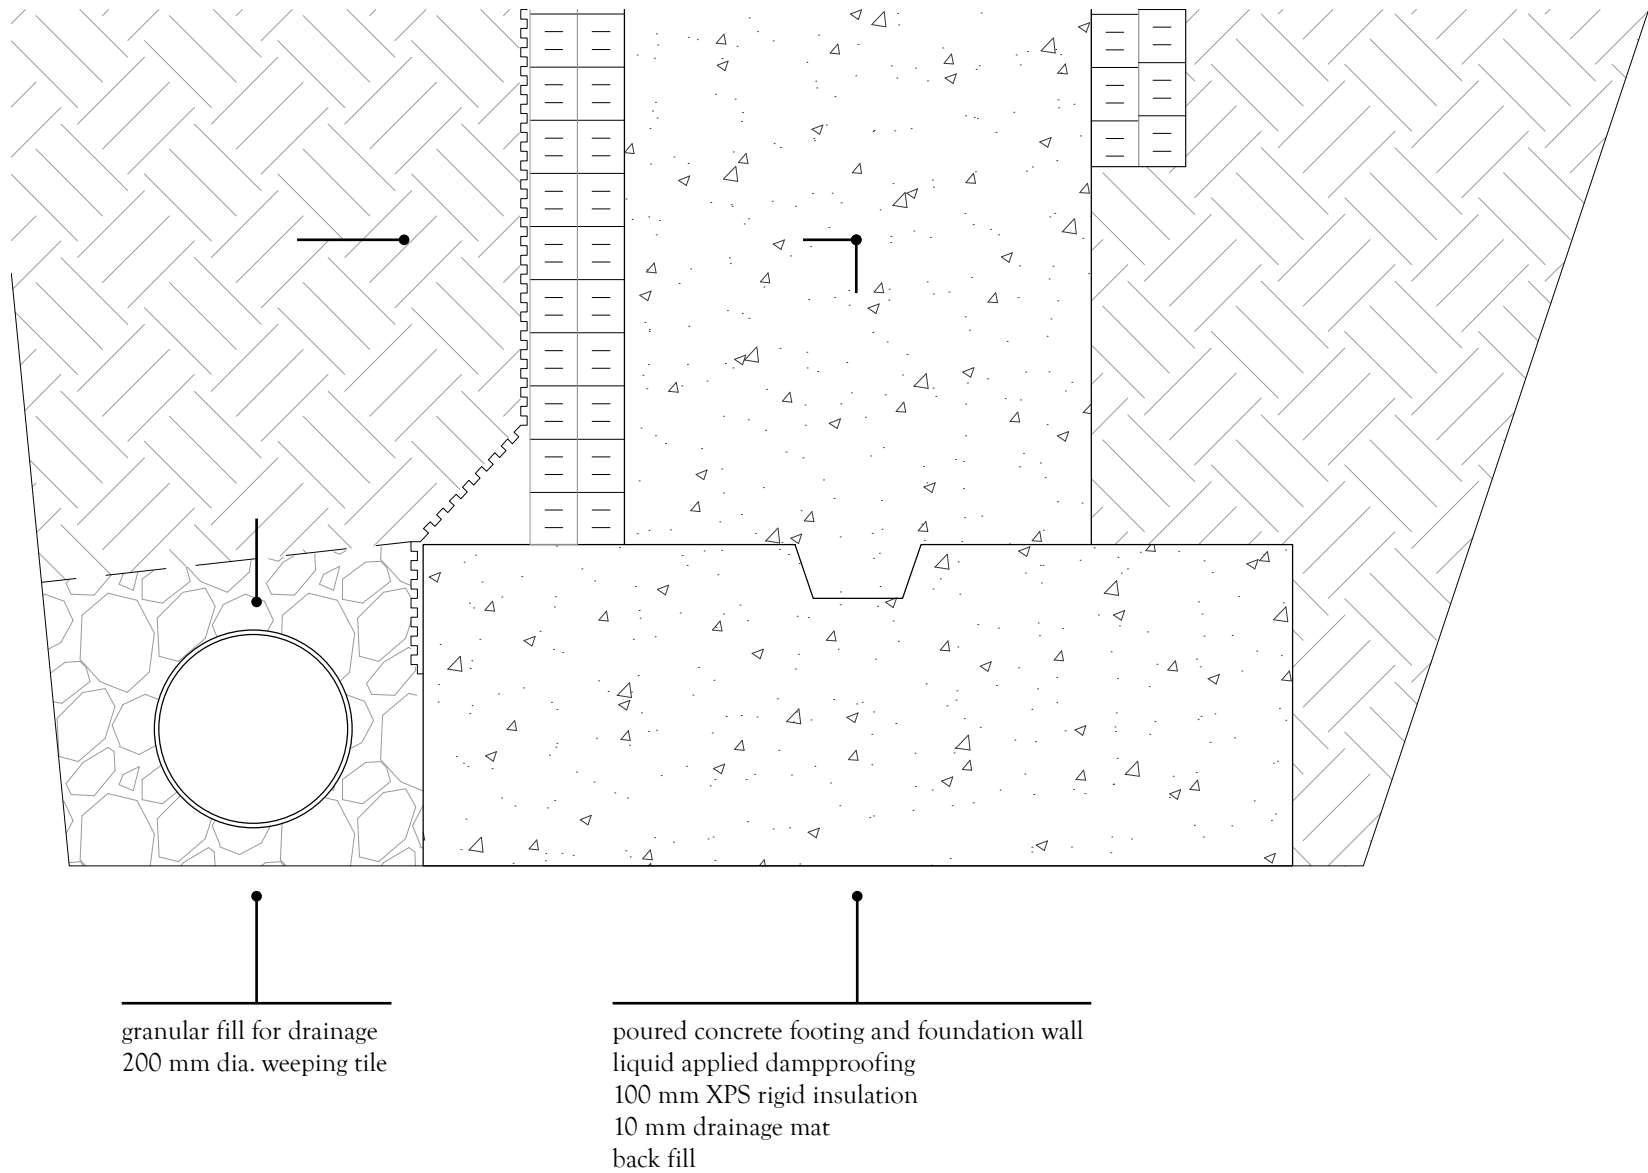 granular fill for drainage
200 mm dia. weeping tile
poured concrete footing and foundation wall
liquid applied dampproofing
100 mm XPS rigid insulation
10 mm drainage mat
back fill